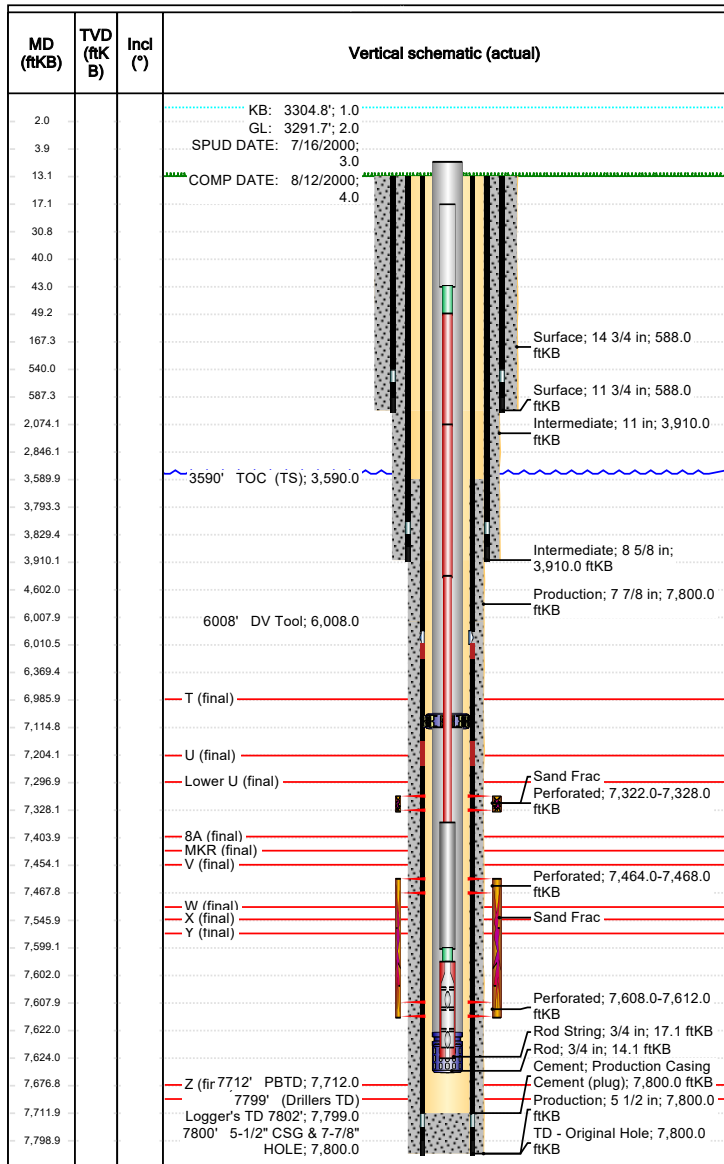 MD
(ftKB)
TVD
(ftK
B)
Incl
(°)
Vertical schematic (actual)
2.0
3.9
13.1
17.1
30.8
40.0
43.0
49.2
167.3
540.0
587.3
2,074.1
2,846.1
3,589.9
3,793.3
3,829.4
3,910.1
4,602.0
6,007.9
6,010.5
6,369.4
6,985.9
7,114.8
7,204.1
7,296.9
7,328.1
7,403.9
7,454.1
7,467.8
7,545.9
7,599.1
7,602.0
7,607.9
7,622.0
7,624.0
7,676.8
7,711.9
7,798.9
KB: 3304.8'; 1.0
GL: 3291.7'; 2.0
SPUD DATE: 7/16/2000;
3.0
COMP DATE: 8/12/2000;
4.0
3590' TOC (TS); 3,590.0
6008' DV Tool; 6,008.0
T (final)
U (final)
Lower U (final)
8A (final)
MKR (final)
V (final)
W (final)
X (final)
Y (final)
Z (fir 7712' PBTD; 7,712.0
7799' (Drillers TD)
Logger's TD 7802'; 7,799.0
7800' 5-1/2" CSG & 7-7/8"
HOLE; 7,800.0
Surface; 14 3/4 in; 588.0
ftKB
Surface; 11 3/4 in; 588.0
ftKB
Intermediate; 11 in; 3,910.0
ftKB
Intermediate; 8 5/8 in;
3,910.0 ftKB
Production; 7 7/8 in; 7,800.0
ftKB
Sand Frac
Perforated; 7,322.0-7,328.0
ftKB
Perforated; 7,464.0-7,468.0
ftKB
Sand Frac
Perforated; 7,608.0-7,612.0
ftKB
Rod String; 3/4 in; 17.1 ftKB
Rod; 3/4 in; 14.1 ftKB
Cement; Production Casing
Cement (plug); 7,800.0 ftKB
Production; 5 1/2 in; 7,800.0
ftKB
TD - Original Hole; 7,800.0
ftKB